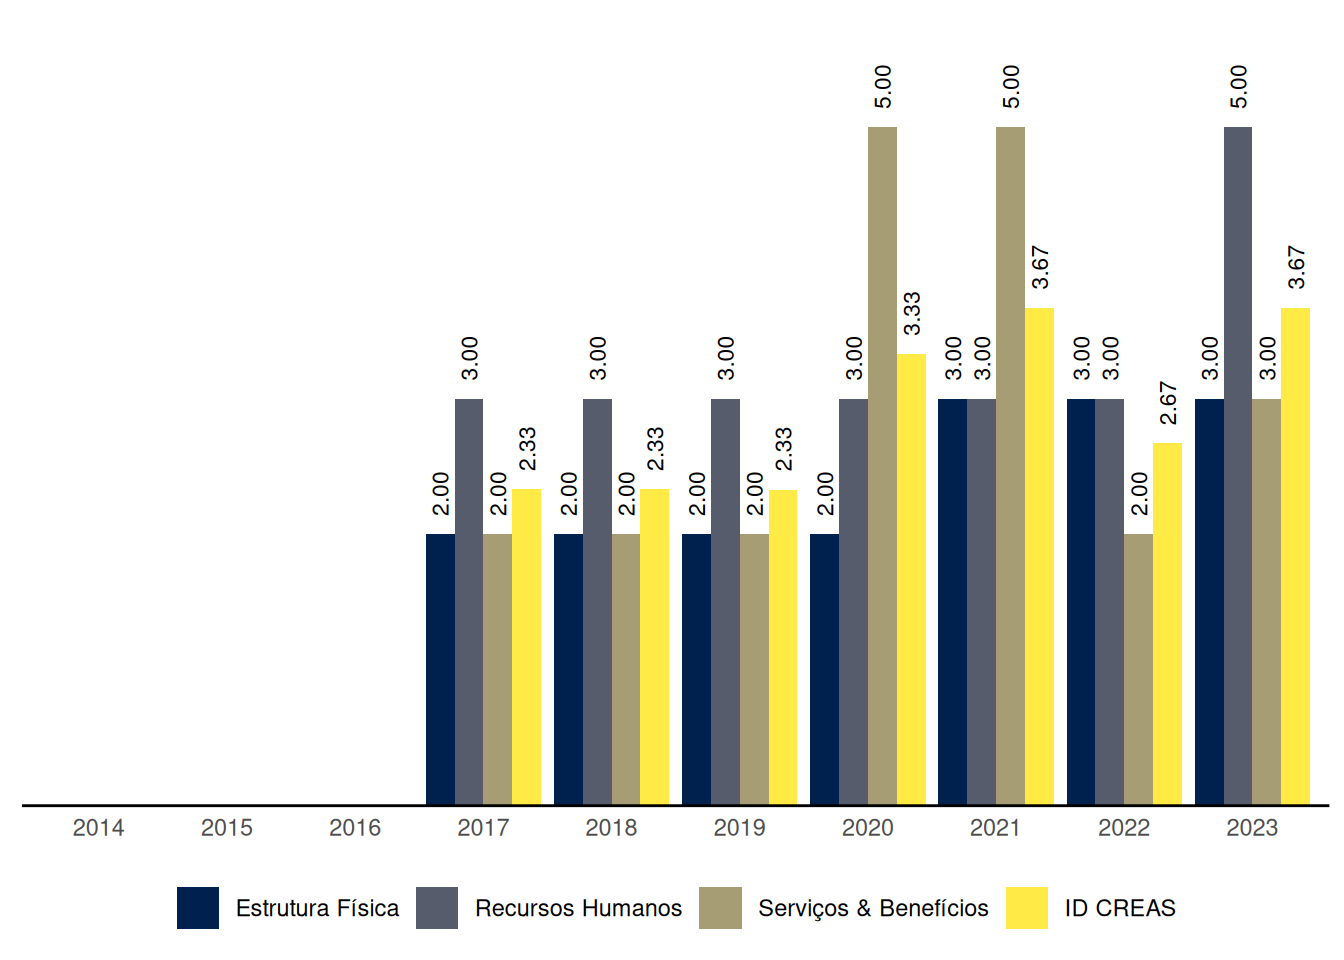 5.00 5.00 5.00
3.67 3.67
3.33
3.00 3.00 3.00 3.00 3.00 3.00 3.00 3.00 3.00 3.00
2.67
2.33 2.33 2.33
2.00 2.00 2.00 2.00 2.00 2.00 2.00 2.00
2014 2015 2016 2017 2018 2019 2020 2021 2022 2023
Estrutura Física Recursos Humanos Serviços & Benefícios ID CREAS